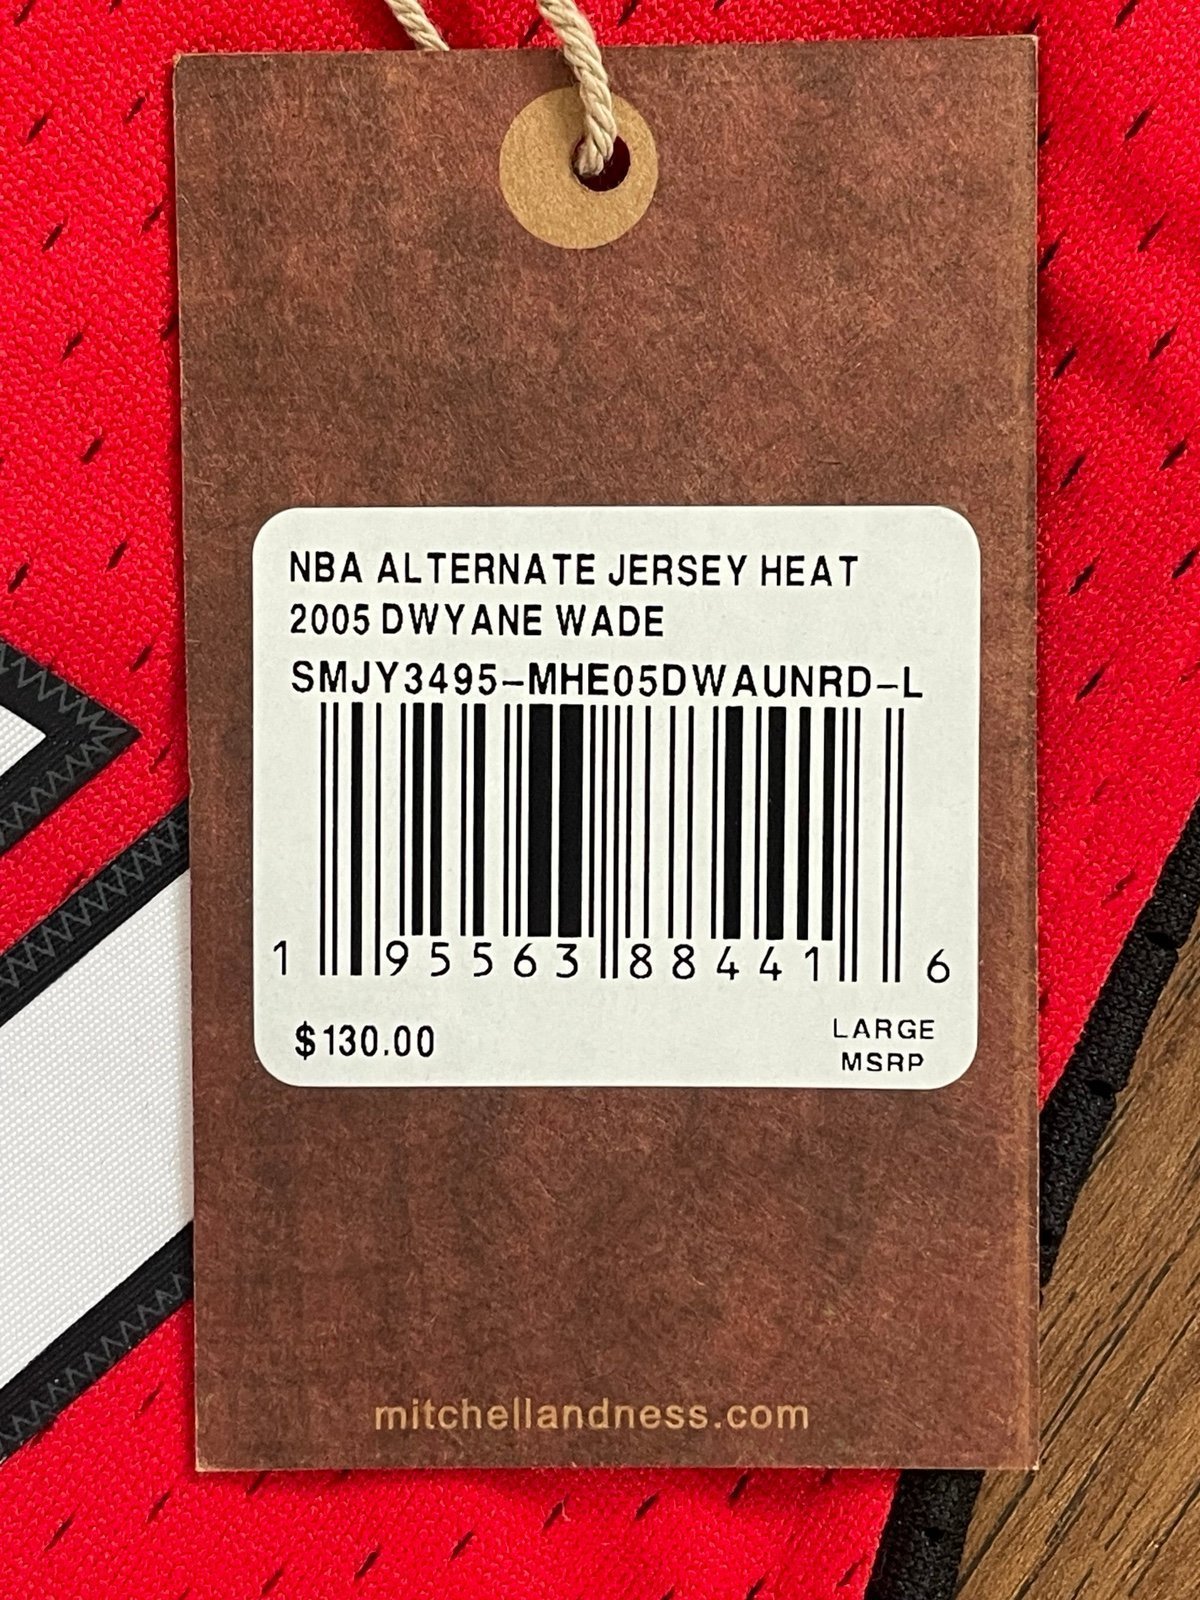 NBA ALTERNATE JERSEY HEAT
2005 DWYANE WADE
SMJY3495-MHE05DWAUNRD-L
1 95563 88441 6
$130.00
LARGE
MSRP
mitchellandness.com